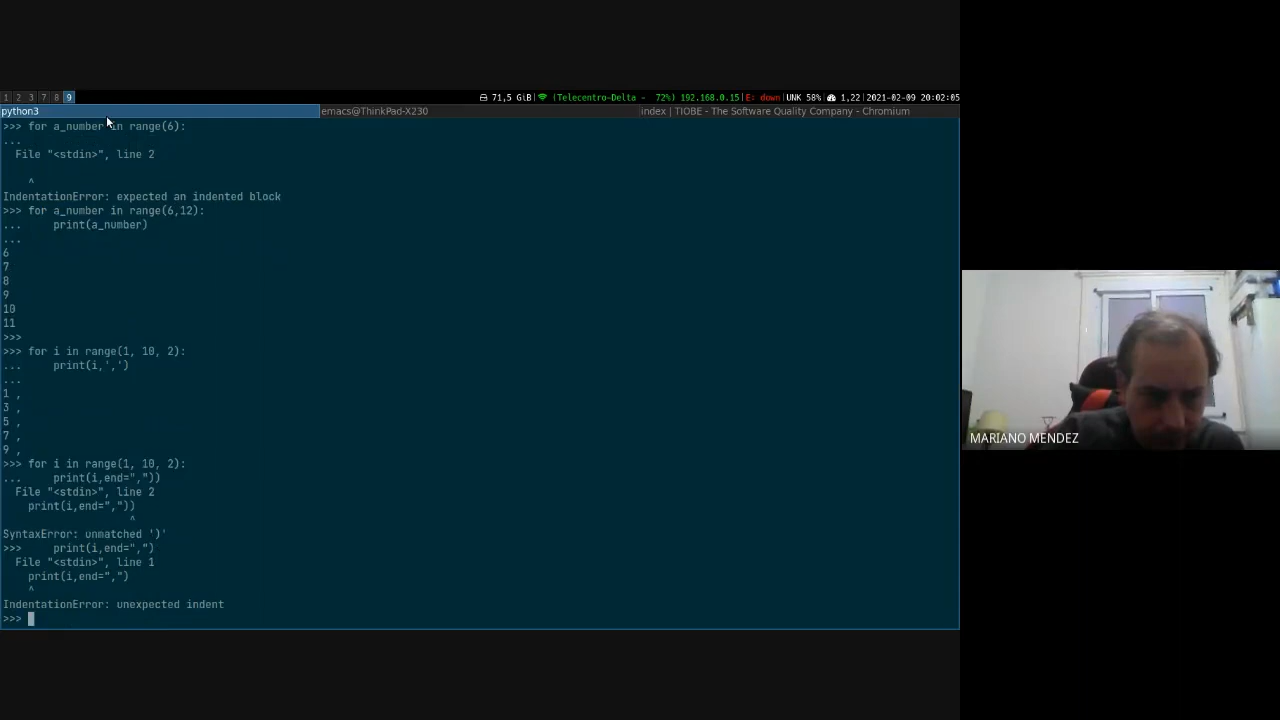 1 2 3 7 8 9
71,5 GiB| (Telecentro-Delta - 72%) 192.168.0.15|E: down|UNK 58%| 1,22|2021-02-09 20:02:05
python3 emacs@ThinkPad-X230 index | TIOBE - The Software Quality Company - Chromium
>>> for a_number in range(6):
...
  File "<stdin>", line 2
    ^
IndentationError: expected an indented block
>>> for a_number in range(6,12):
...     print(a_number)
...
6
7
8
9
10
11
>>>
>>> for i in range(1, 10, 2):
...     print(i,',')
...
1 ,
3 ,
5 ,
7 ,
9 ,
>>> for i in range(1, 10, 2):
...     print(i,end=","))
  File "<stdin>", line 2
    print(i,end=","))
                    ^
SyntaxError: unmatched ')'
>>>     print(i,end=",")
  File "<stdin>", line 1
    print(i,end=",")
    ^
IndentationError: unexpected indent
>>>
MARIANO MENDEZ